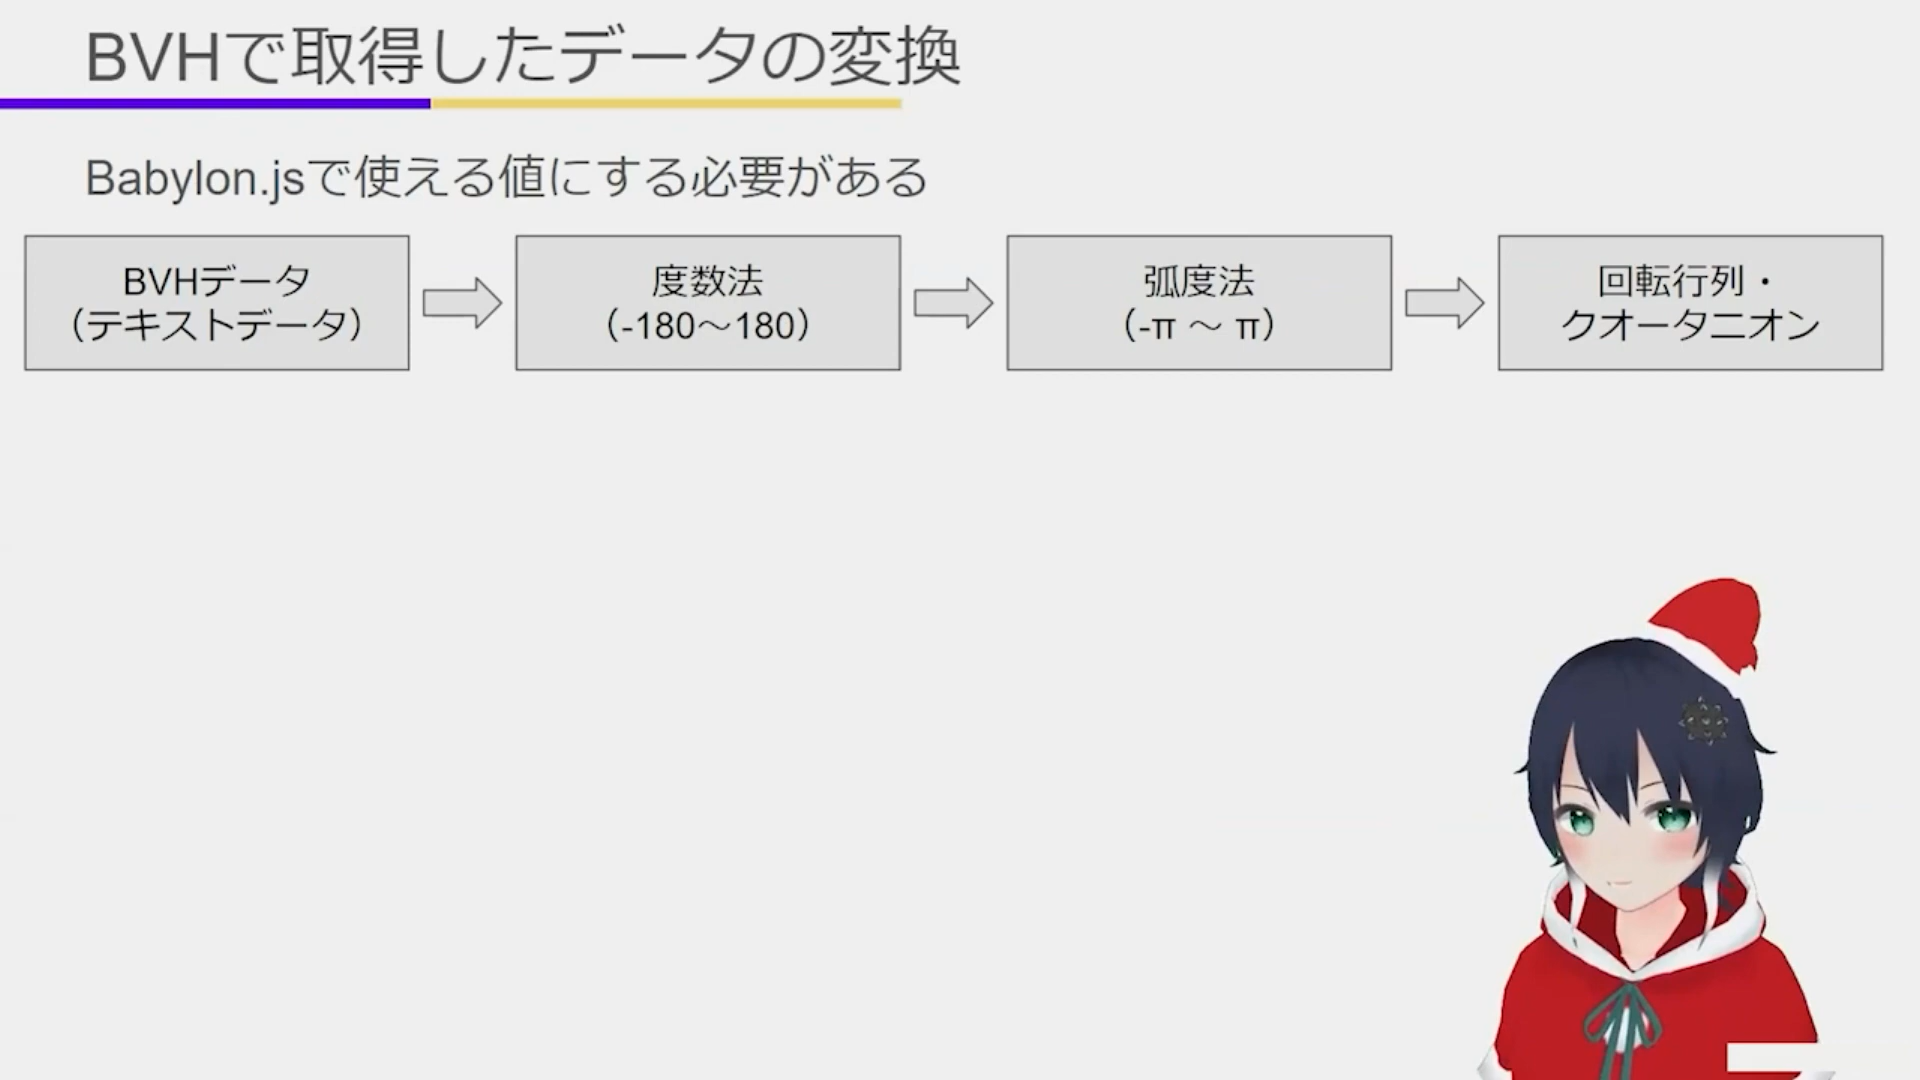 BVHで取得したデータの変換
Babylon.jsで使える値にする必要がある
BVHデータ
（テキストデータ）
度数法
（-180～180）
弧度法
（-π ～ π）
回転行列・
クオータニオン